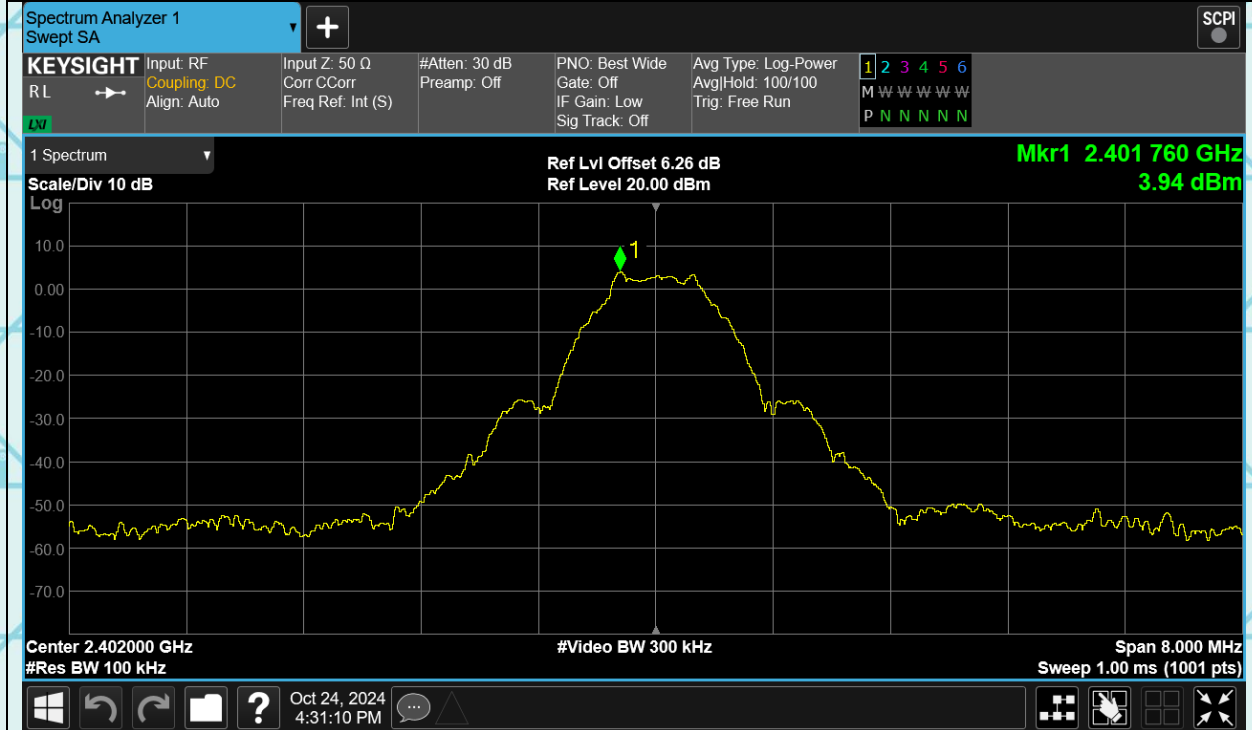 Spectrum Analyzer 1
Swept SA
+
SCPI
KEYSIGHT
R L
LXI
Input: RF
Coupling: DC
Align: Auto
Input Z: 50 Ω
Corr CCorr
Freq Ref: Int (S)
#Atten: 30 dB
Preamp: Off
PNO: Best Wide
Gate: Off
IF Gain: Low
Sig Track: Off
Avg Type: Log-Power
Avg|Hold: 100/100
Trig: Free Run
1 2 3 4 5 6
M W W W W W
P N N N N N
1 Spectrum
Scale/Div 10 dB
Ref Lvl Offset 6.26 dB
Ref Level 20.00 dBm
Mkr1 2.401 760 GHz
3.94 dBm
Log
1
10.0
0.00
-10.0
-20.0
-30.0
-40.0
-50.0
-60.0
-70.0
Center 2.402000 GHz
#Video BW 300 kHz
Span 8.000 MHz
#Res BW 100 kHz
Sweep 1.00 ms (1001 pts)
?
Oct 24, 2024
4:31:10 PM